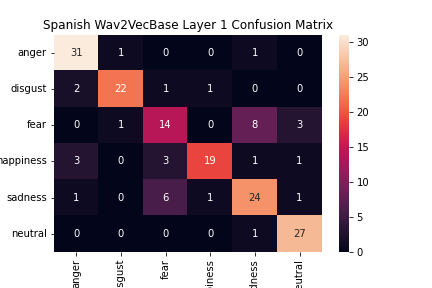 Spanish Wav2VecBase Layer 1 Confusion Matrix
anger 31 1 0 0 1 0
disgust 2 22 1 1 0 0
fear 0 1 14 0 8 3
happiness 3 0 3 19 1 1
sadness 1 0 6 1 24 1
neutral 0 0 0 0 1 27
anger sgust fear piness dness eutral
30
25
20
15
10
5
0